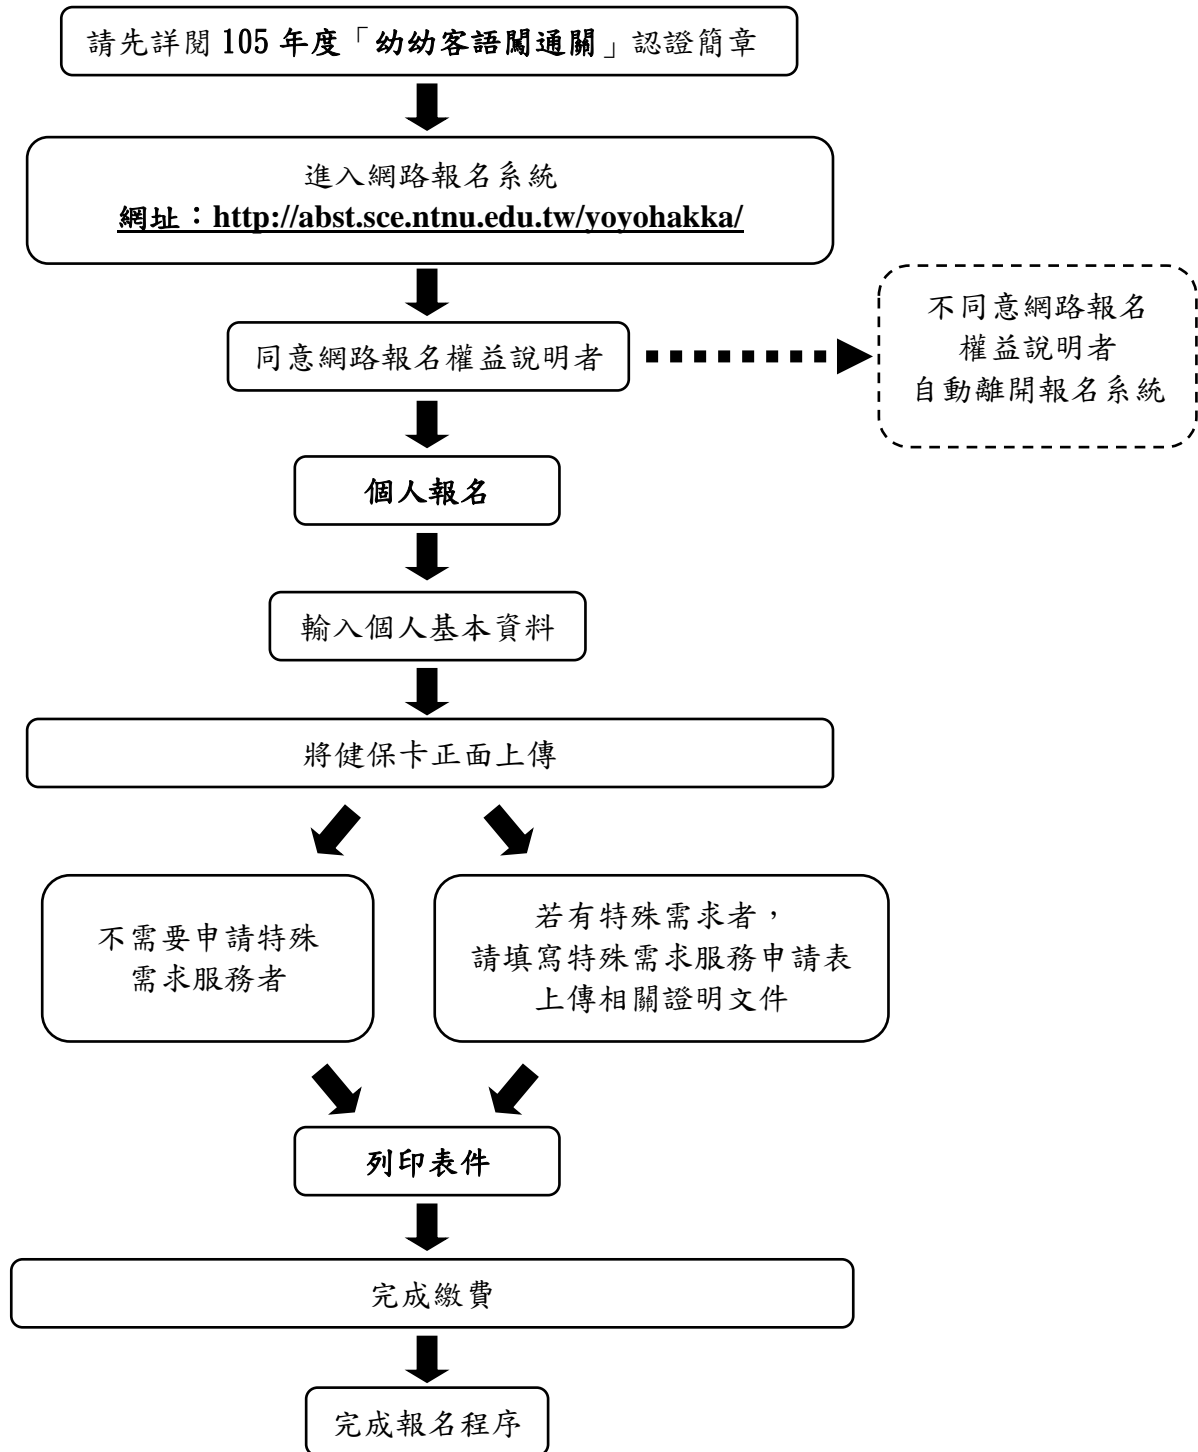 請先詳閱 105 年度「幼幼客語闖通關」認證簡章
進入網路報名系統
網址：http://abst.sce.ntnu.edu.tw/yoyohakka/
同意網路報名權益說明者
不同意網路報名
權益說明者
自動離開報名系統
個人報名
輸入個人基本資料
將健保卡正面上傳
不需要申請特殊
需求服務者
若有特殊需求者，
請填寫特殊需求服務申請表
上傳相關證明文件
列印表件
完成繳費
完成報名程序